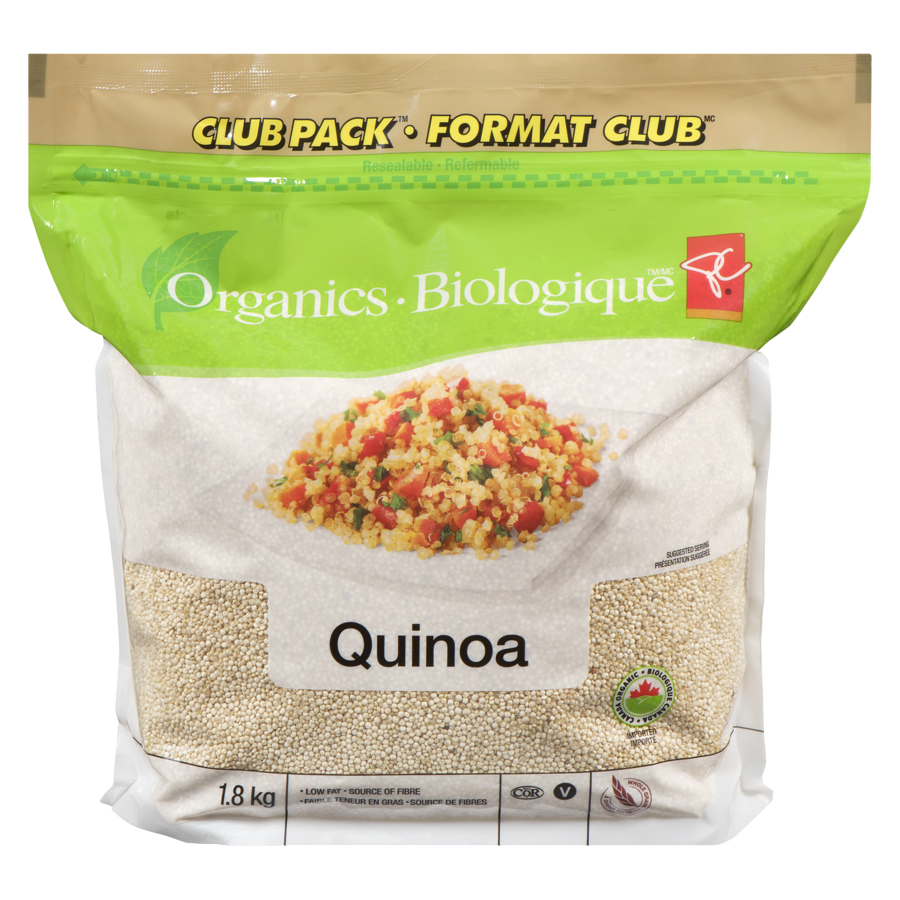 CLUB PACK™ • FORMAT CLUB MC
Resealable - Refermable
Organics • Biologique TM/MC
PC ®
SUGGESTED SERVING
PRÉSENTATION SUGGÉRÉE
Quinoa
CANADA ORGANIC • BIOLOGIQUE CANADA •
IMPORTED
IMPORTÉ
1.8 kg
• LOW FAT • SOURCE OF FIBRE
• FAIBLE TENEUR EN GRAS • SOURCE DE FIBRES
COR
V
WHOLE GRAIN